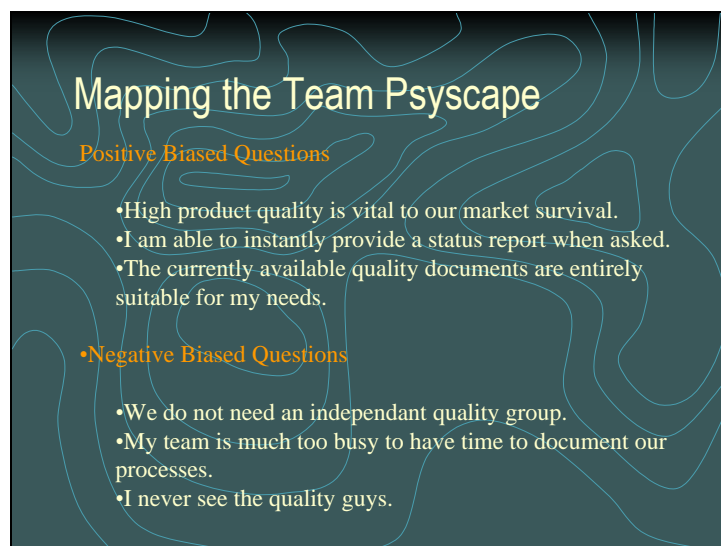 Mapping the Team Psyscape
Positive Biased Questions
•High product quality is vital to our market survival.
•I am able to instantly provide a status report when asked.
•The currently available quality documents are entirely
suitable for my needs.
•Negative Biased Questions
•We do not need an independant quality group.
•My team is much too busy to have time to document our
processes.
•I never see the quality guys.